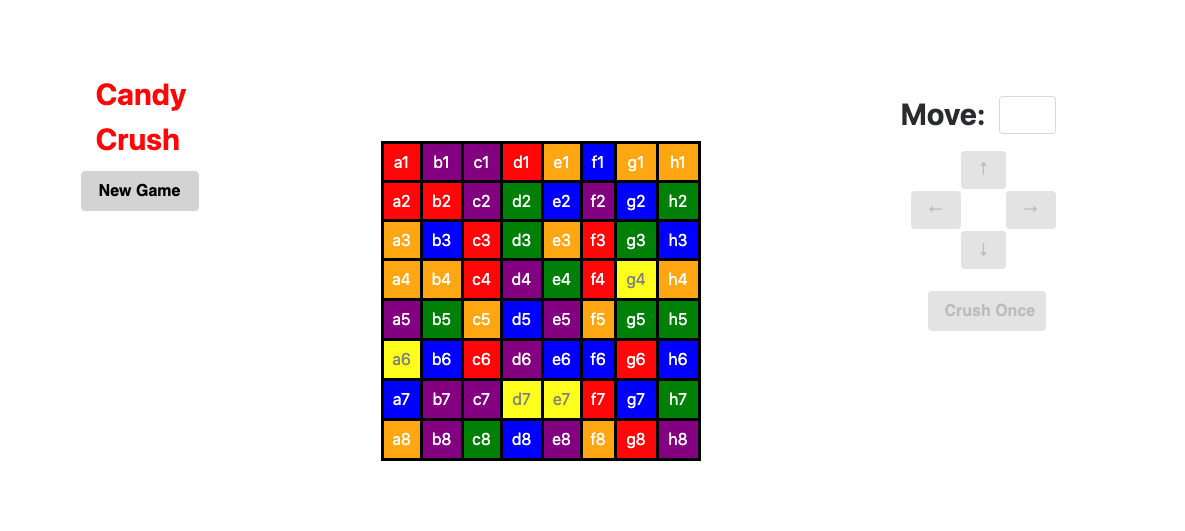 Candy
Crush
New Game
a1 b1 c1 d1 e1 f1 g1 h1
a2 b2 c2 d2 e2 f2 g2 h2
a3 b3 c3 d3 e3 f3 g3 h3
a4 b4 c4 d4 e4 f4 g4 h4
a5 b5 c5 d5 e5 f5 g5 h5
a6 b6 c6 d6 e6 f6 g6 h6
a7 b7 c7 d7 e7 f7 g7 h7
a8 b8 c8 d8 e8 f8 g8 h8
Move:
↑
← →
↓
Crush Once